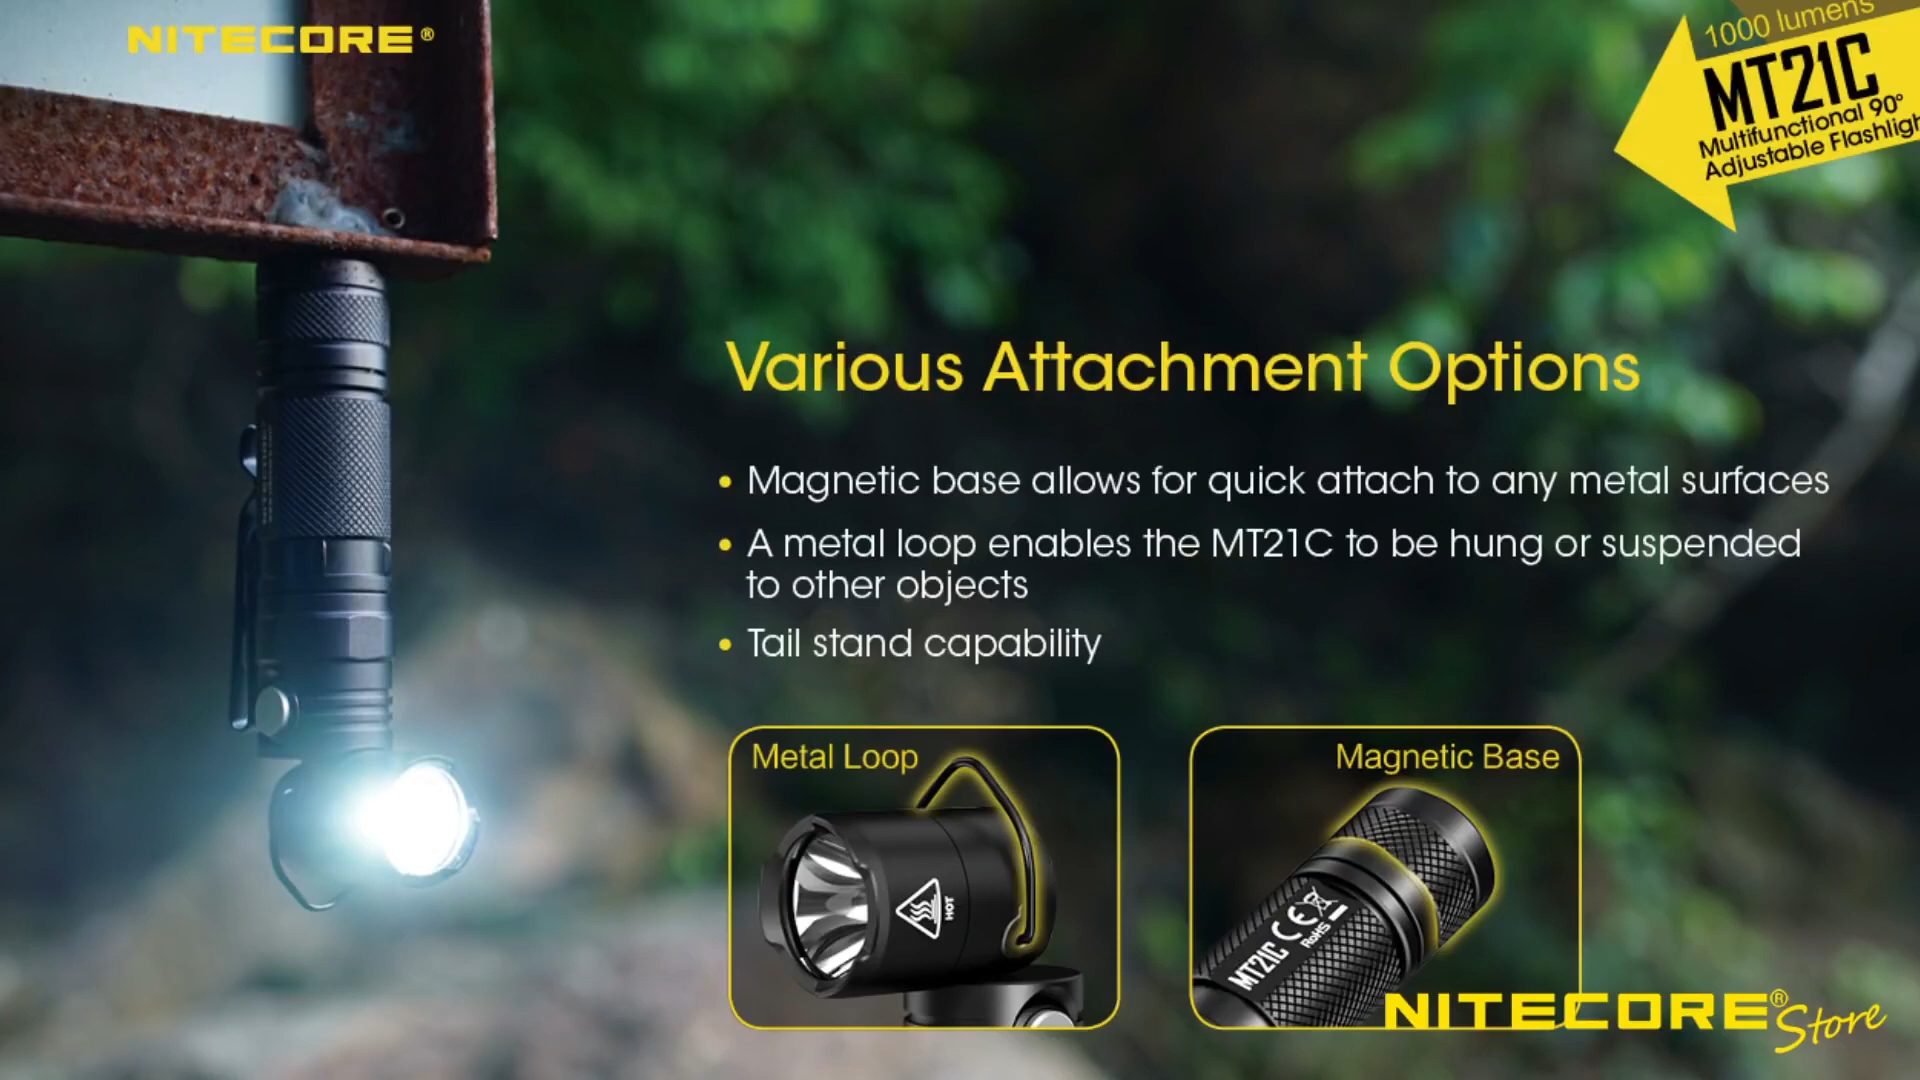 NITECORE®
1000 lumens
MT21C
Multifunctional 90°
Adjustable Flashligh
Various Attachment Options
• Magnetic base allows for quick attach to any metal surfaces
• A metal loop enables the MT21C to be hung or suspended
to other objects
• Tail stand capability
Metal Loop
HOT
Magnetic Base
MT21C CE
RoHS
NITECORE® Store